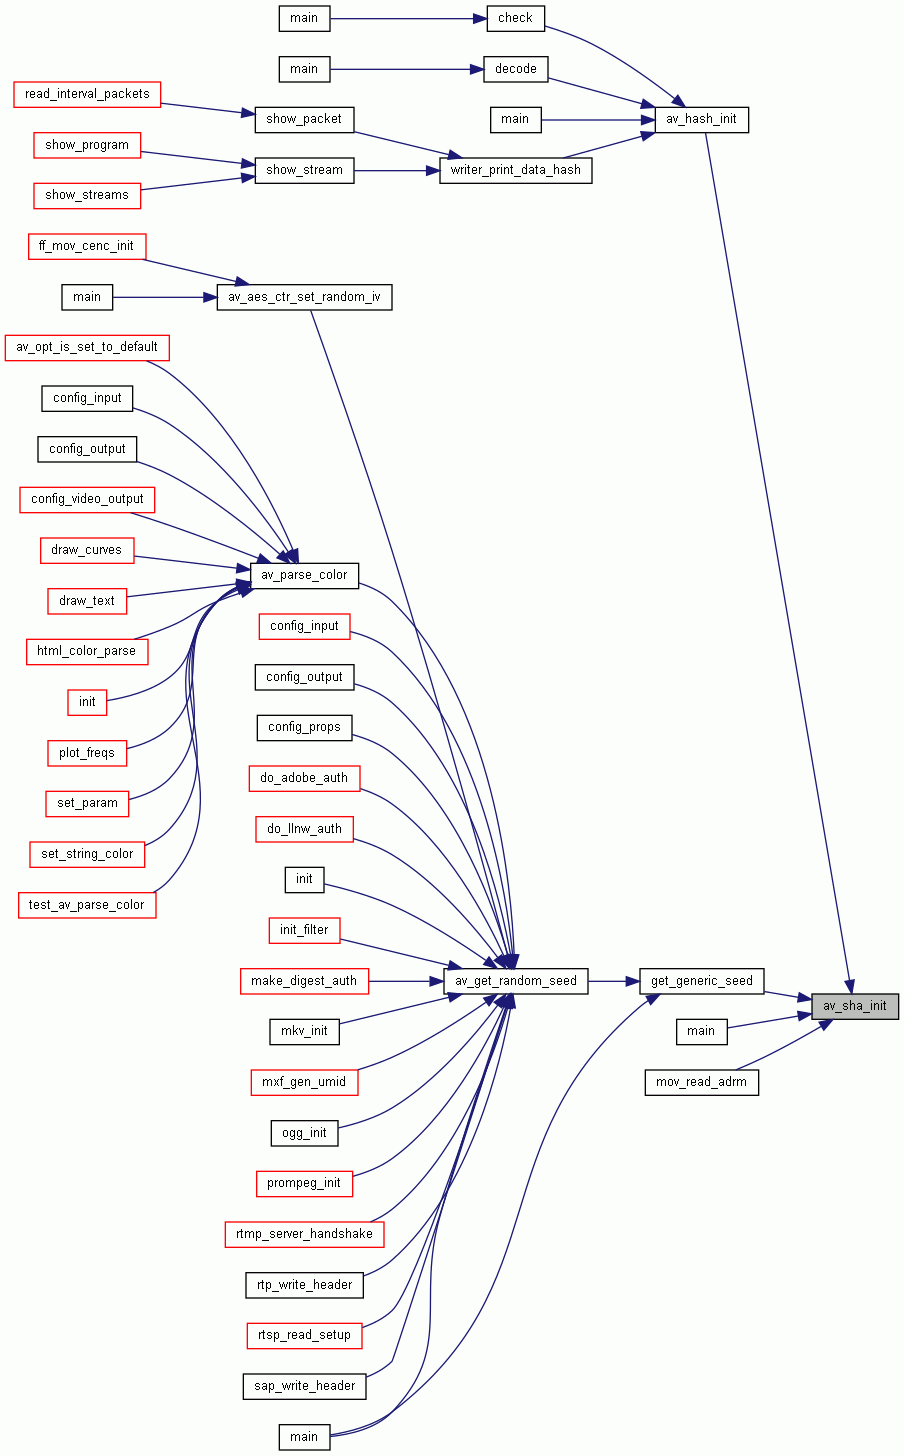 main
check
main
decode
read_interval_packets
show_packet
main
av_hash_init
show_program
show_stream
writer_print_data_hash
show_streams
ff_mov_cenc_init
main
av_aes_ctr_set_random_iv
av_opt_is_set_to_default
config_input
config_output
config_video_output
draw_curves
av_parse_color
draw_text
config_input
html_color_parse
config_output
init
config_props
plot_freqs
do_adobe_auth
set_param
do_llnw_auth
set_string_color
init
test_av_parse_color
init_filter
make_digest_auth
av_get_random_seed
get_generic_seed
av_sha_init
mkv_init
main
mxf_gen_umid
mov_read_adrm
ogg_init
prompeg_init
rtmp_server_handshake
rtp_write_header
rtsp_read_setup
sap_write_header
main